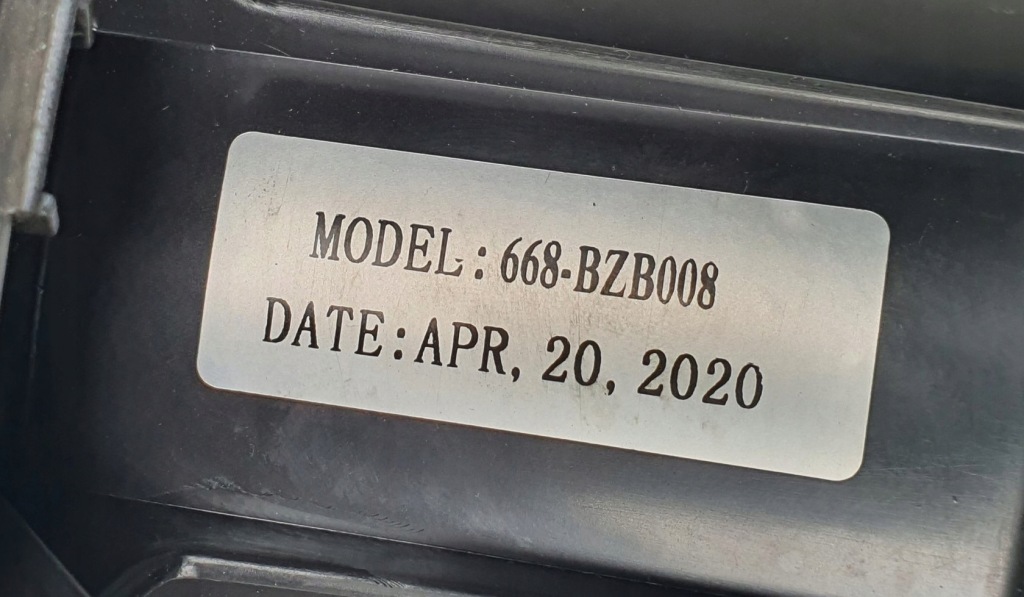 MODEL: 668-BZB008
DATE: APR, 20, 2020